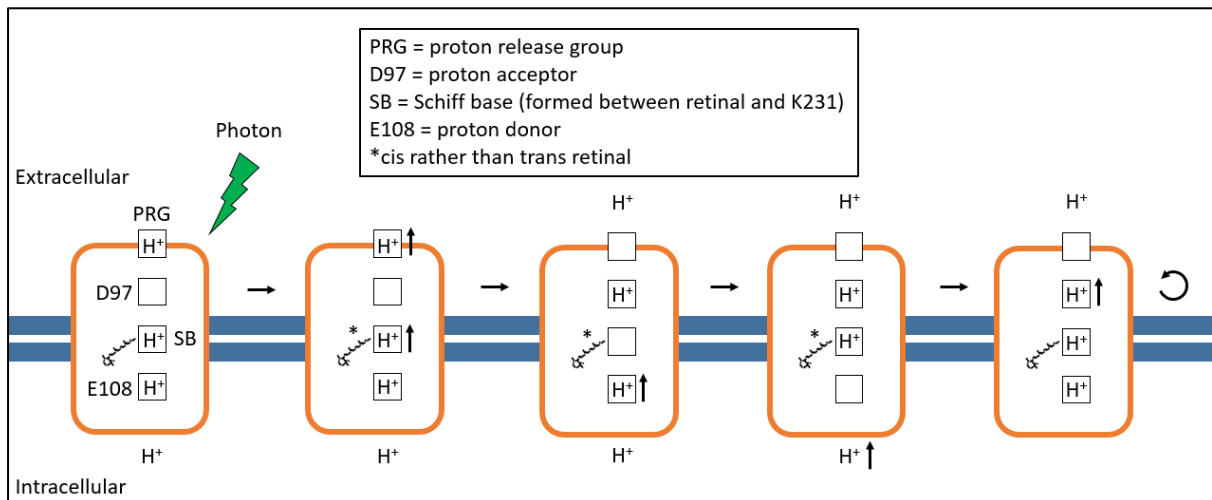 PRG = proton release group
D97 = proton acceptor
SB = Schiff base (formed between retinal and K231)
E108 = proton donor
*cis rather than trans retinal
Photon
Extracellular
H⁺ H⁺ H⁺
PRG
H⁺ H⁺
D97 H⁺ H⁺ H⁺
* * *
H⁺ SB H⁺ H⁺ H⁺
E108 H⁺ H⁺ H⁺ H⁺
H⁺ H⁺ H⁺ H⁺
Intracellular